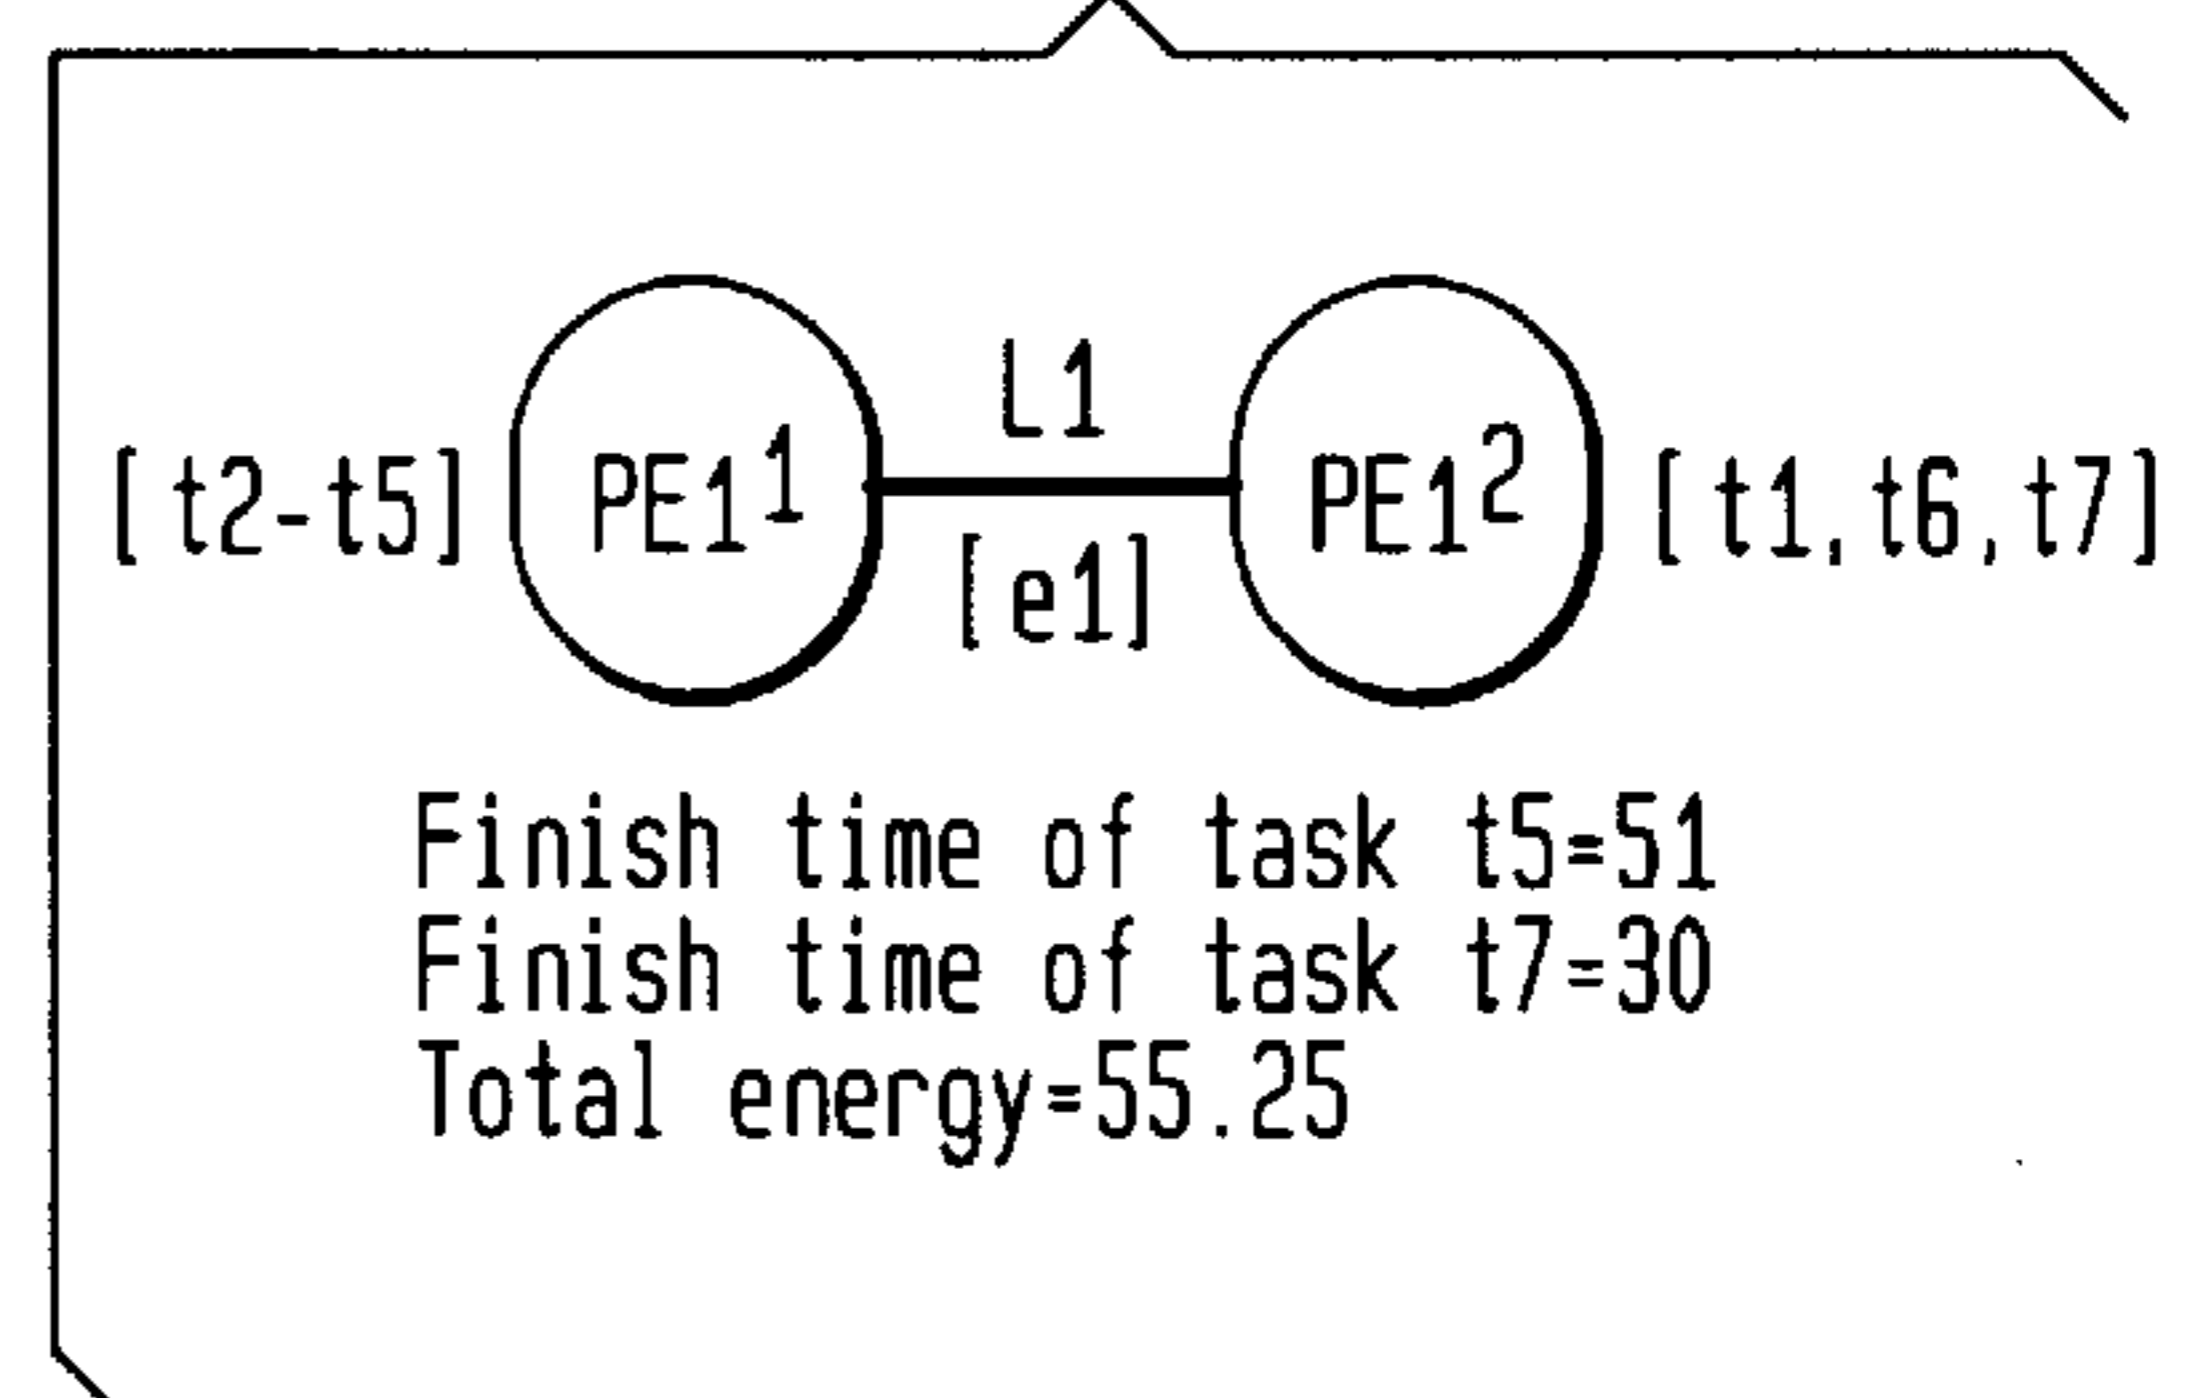 L1
[t2-t5] PE1¹ PE1² [t1,t6,t7]
[e1]
Finish time of task t5=51
Finish time of task t7=30
Total energy=55.25